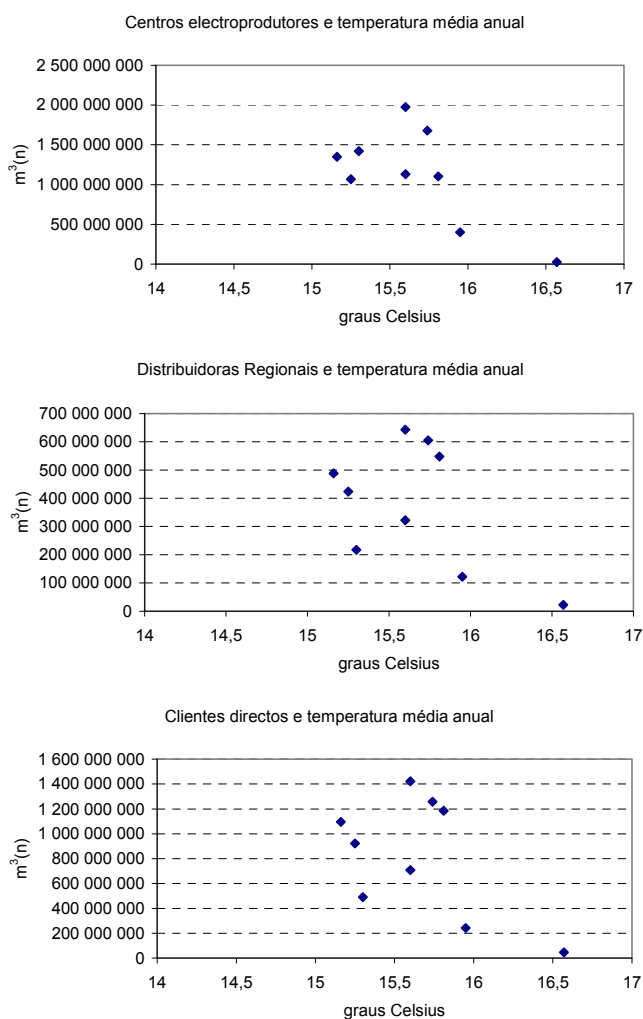 Centros electroprodutores e temperatura média anual
2 500 000 000
2 000 000 000
1 500 000 000
1 000 000 000
500 000 000
0
m³(n)
14 14,5 15 15,5 16 16,5 17
graus Celsius
Distribuidoras Regionais e temperatura média anual
700 000 000
600 000 000
500 000 000
400 000 000
300 000 000
200 000 000
100 000 000
0
m³(n)
14 14,5 15 15,5 16 16,5 17
graus Celsius
Clientes directos e temperatura média anual
1 600 000 000
1 400 000 000
1 200 000 000
1 000 000 000
800 000 000
600 000 000
400 000 000
200 000 000
0
m³(n)
14 14,5 15 15,5 16 16,5 17
graus Celsius